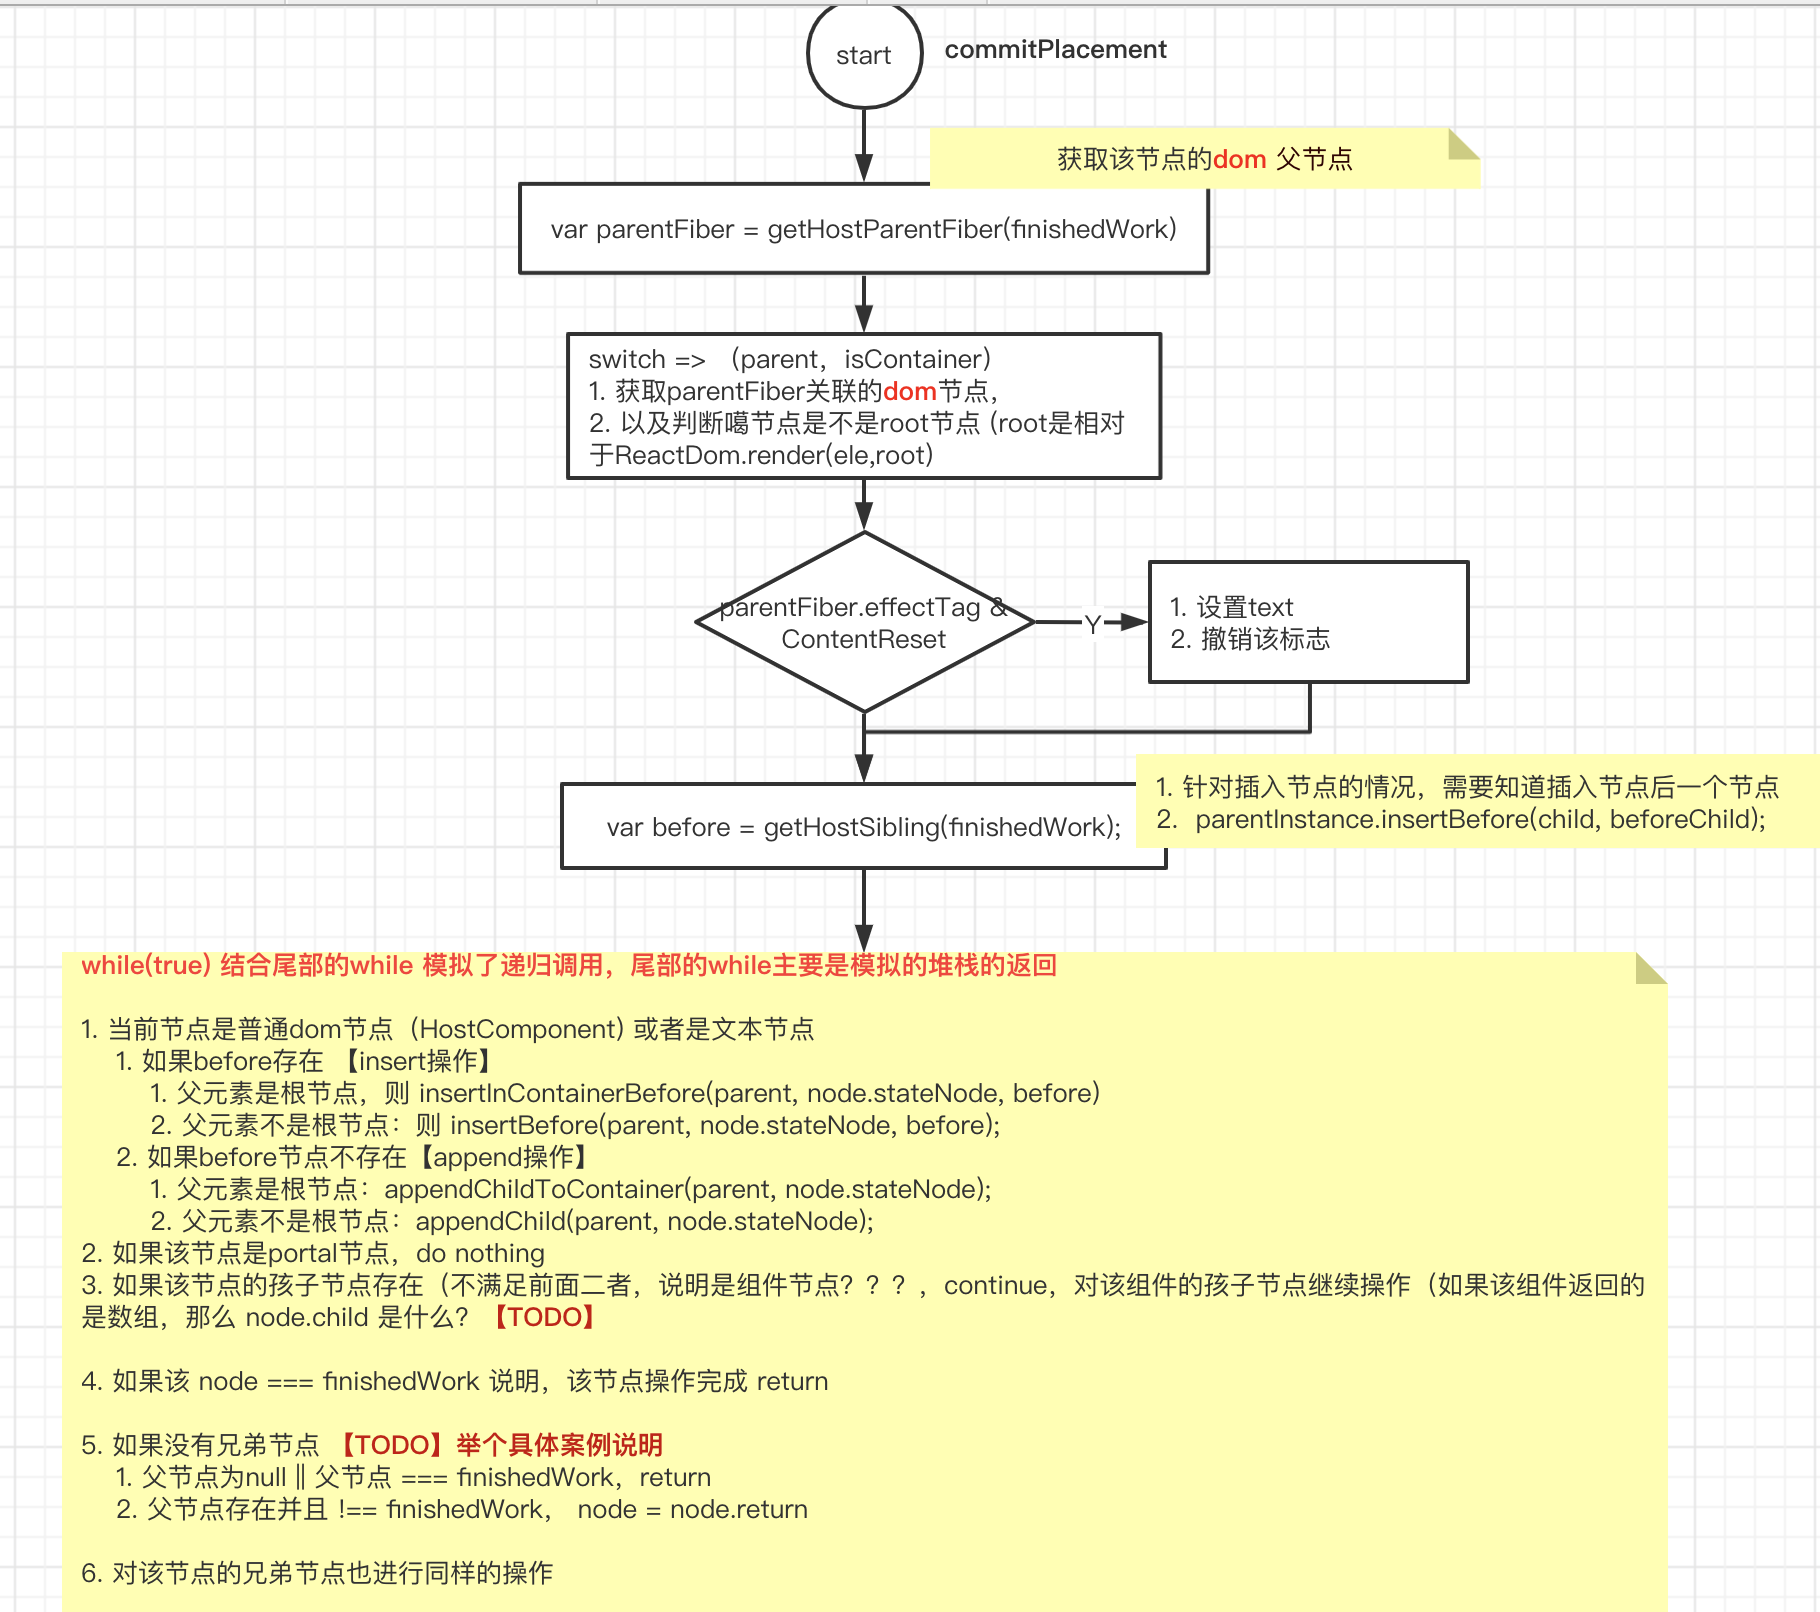 start
commitPlacement
获取该节点的dom 父节点
var parentFiber = getHostParentFiber(finishedWork)
switch => （parent，isContainer）
1. 获取parentFiber关联的dom节点，
2. 以及判断噶节点是不是root节点 (root是相对
于ReactDom.render(ele,root)
parentFiber.effectTag &
ContentReset
Y
1. 设置text
2. 撤销该标志
var before = getHostSibling(finishedWork);
1. 针对插入节点的情况，需要知道插入节点后一个节点
2. parentInstance.insertBefore(child, beforeChild);
while(true) 结合尾部的while 模拟了递归调用，尾部的while主要是模拟的堆栈的返回
1. 当前节点是普通dom节点（HostComponent) 或者是文本节点
1. 如果before存在 【insert操作】
1. 父元素是根节点，则 insertInContainerBefore(parent, node.stateNode, before)
2. 父元素不是根节点：则 insertBefore(parent, node.stateNode, before);
2. 如果before节点不存在【append操作】
1. 父元素是根节点：appendChildToContainer(parent, node.stateNode);
2. 父元素不是根节点：appendChild(parent, node.stateNode);
2. 如果该节点是portal节点，do nothing
3. 如果该节点的孩子节点存在（不满足前面二者，说明是组件节点？？？，continue，对该组件的孩子节点继续操作（如果该组件返回的
是数组，那么 node.child 是什么？【TODO】
4. 如果该 node === finishedWork 说明，该节点操作完成 return
5. 如果没有兄弟节点 【TODO】举个具体案例说明
1. 父节点为null || 父节点 === finishedWork，return
2. 父节点存在并且 !== finishedWork， node = node.return
6. 对该节点的兄弟节点也进行同样的操作